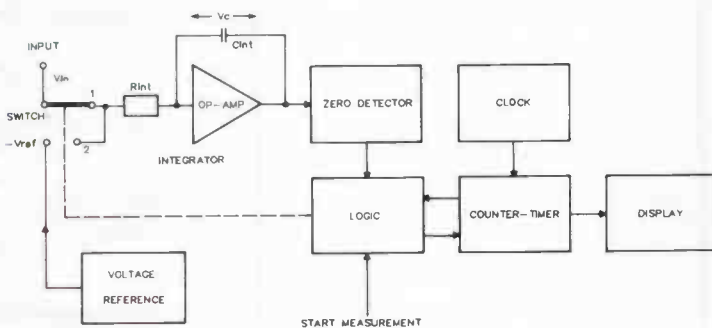 Vc
CInt
INPUT
Vin
1
RInt
OP-AMP
ZERO DETECTOR
CLOCK
SWITCH
-Vref
2
INTEGRATOR
LOGIC
COUNTER-TIMER
DISPLAY
VOLTAGE
REFERENCE
START MEASUREMENT